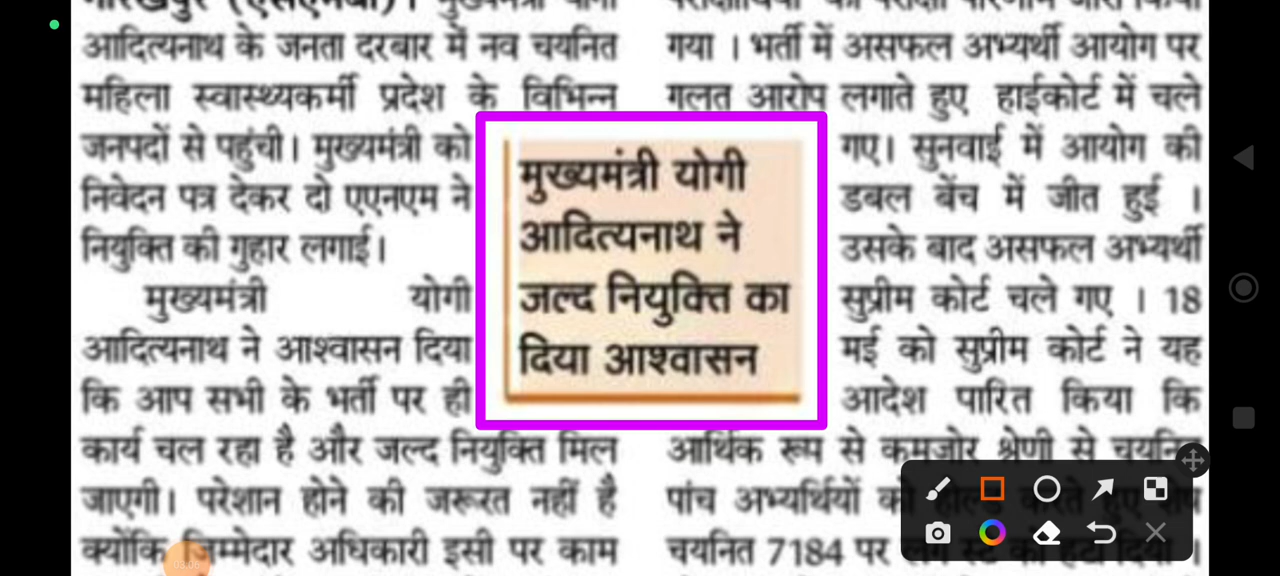 आदित्यनाथ के जनता दरबार में नव चयनित
महिला स्वास्थ्यकर्मी प्रदेश के विभिन्न
जनपदों से पहुंची। मुख्यमंत्री को
निवेदन पत्र देकर दो एएनएम ने
नियुक्ति की गुहार लगाई।
मुख्यमंत्री योगी
आदित्यनाथ ने आश्वासन दिया
कि आप सभी के भर्ती पर ही
कार्य चल रहा है और जल्द नियुक्ति मिल
जाएगी। परेशान होने की जरूरत नहीं है
क्योंकि जिम्मेदार अधिकारी इसी पर काम
मुख्यमंत्री योगी
आदित्यनाथ ने
जल्द नियुक्ति का
दिया आश्वासन
गया । भर्ती में असफल अभ्यर्थी आयोग पर
गलत आरोप लगाते हुए हाईकोर्ट में चले
गए। सुनवाई में आयोग की
डबल बेंच में जीत हुई ।
उसके बाद असफल अभ्यर्थी
सुप्रीम कोर्ट चले गए । 18
मई को सुप्रीम कोर्ट ने यह
आदेश पारित किया कि
आर्थिक रूप से कमजोर श्रेणी से चयनित
पांच अभ्यर्थियों को
चयनित 7184 पर
03:06